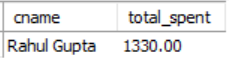 cname total_spent
Rahul Gupta 1330.00